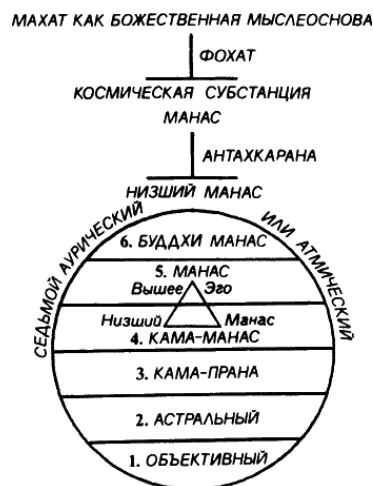 МАХАТ КАК БОЖЕСТВЕННАЯ МЫСЛЕОСНОВА
ФОХАТ
КОСМИЧЕСКАЯ СУБСТАНЦИЯ
МАНАС
АНТАХКАРАНА
НИЗШИЙ МАНАС
СЕДЬМОЙ АУРИЧЕСКИЙ
ИЛИ АТМИЧЕСКИЙ
6. БУДДХИ МАНАС
5. МАНАС
Вышее Эго
Низший Манас
4. КАМА-МАНАС
3. КАМА-ПРАНА
2. АСТРАЛЬНЫЙ
1. ОБЪЕКТИВНЫЙ